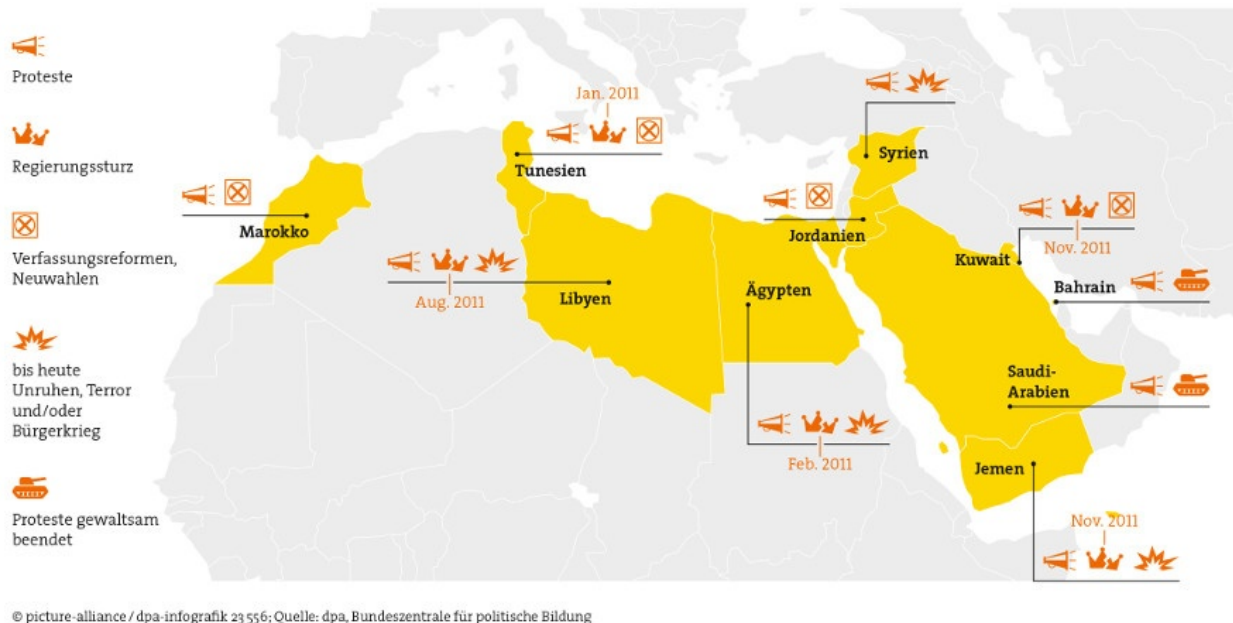 Proteste
Regierungssturz
Verfassungsreformen,
Neuwahlen
bis heute
Unruhen, Terror
und/oder
Bürgerkrieg
Proteste gewaltsam
beendet
Marokko
Jan. 2011
Tunesien
Aug. 2011
Libyen
Syrien
Jordanien
Ägypten
Feb. 2011
Nov. 2011
Kuwait
Bahrain
Saudi-
Arabien
Jemen
Nov. 2011
© picture-alliance / dpa-infografik 23 556; Quelle: dpa, Bundeszentrale für politische Bildung